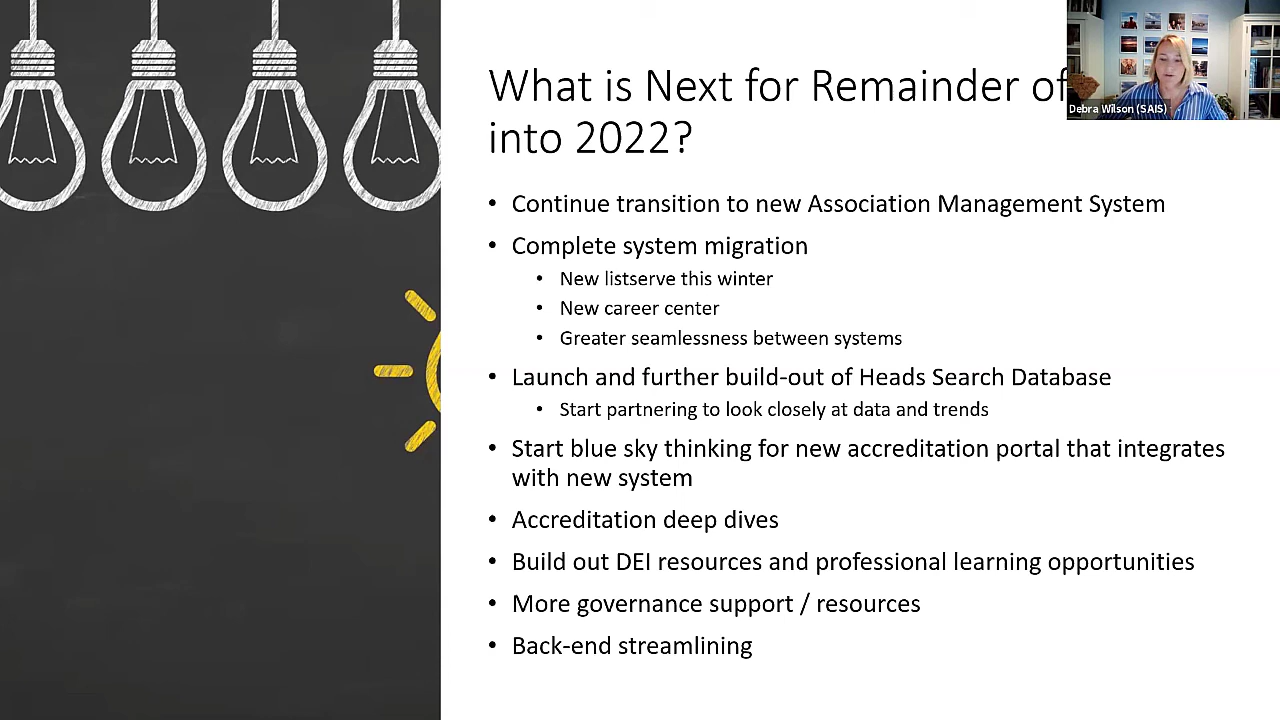 What is Next for Remainder of
into 2022?
Debra Wilson (SAIS)
• Continue transition to new Association Management System
• Complete system migration
• New listserve this winter
• New career center
• Greater seamlessness between systems
• Launch and further build-out of Heads Search Database
• Start partnering to look closely at data and trends
• Start blue sky thinking for new accreditation portal that integrates
with new system
• Accreditation deep dives
• Build out DEI resources and professional learning opportunities
• More governance support / resources
• Back-end streamlining